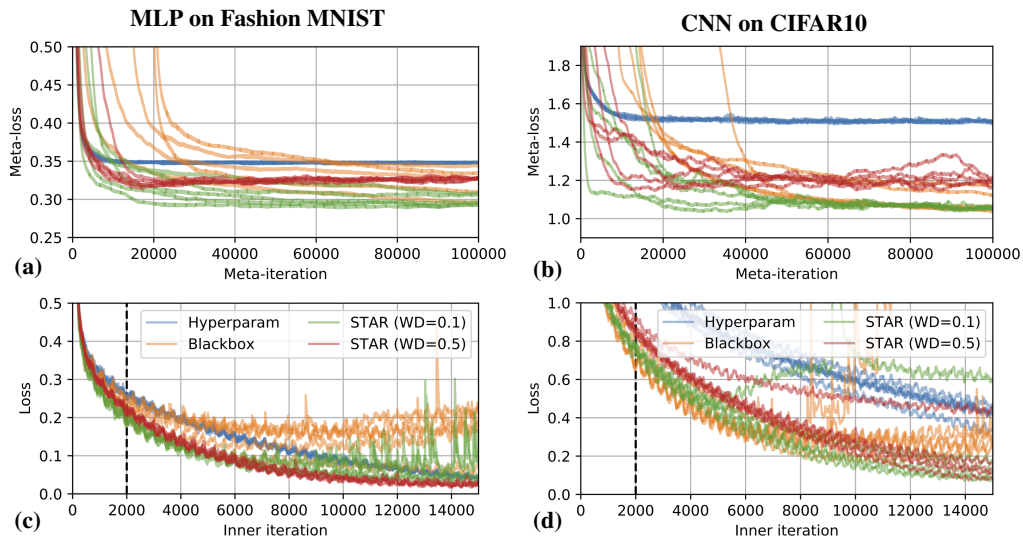 MLP on Fashion MNIST
CNN on CIFAR10
Meta-loss
0.50
0.45
0.40
0.35
0.30
0.25
0 20000 40000 60000 80000 100000
Meta-iteration
(a)
Meta-loss
1.8
1.6
1.4
1.2
1.0
0 20000 40000 60000 80000 100000
Meta-iteration
(b)
Loss
0.5
0.4
0.3
0.2
0.1
0.0
Hyperparam STAR (WD=0.1)
Blackbox STAR (WD=0.5)
0 2000 4000 6000 8000 10000 12000 14000
Inner iteration
(c)
Loss
1.0
0.8
0.6
0.4
0.2
0.0
Hyperparam STAR (WD=0.1)
Blackbox STAR (WD=0.5)
0 2000 4000 6000 8000 10000 12000 14000
Inner iteration
(d)